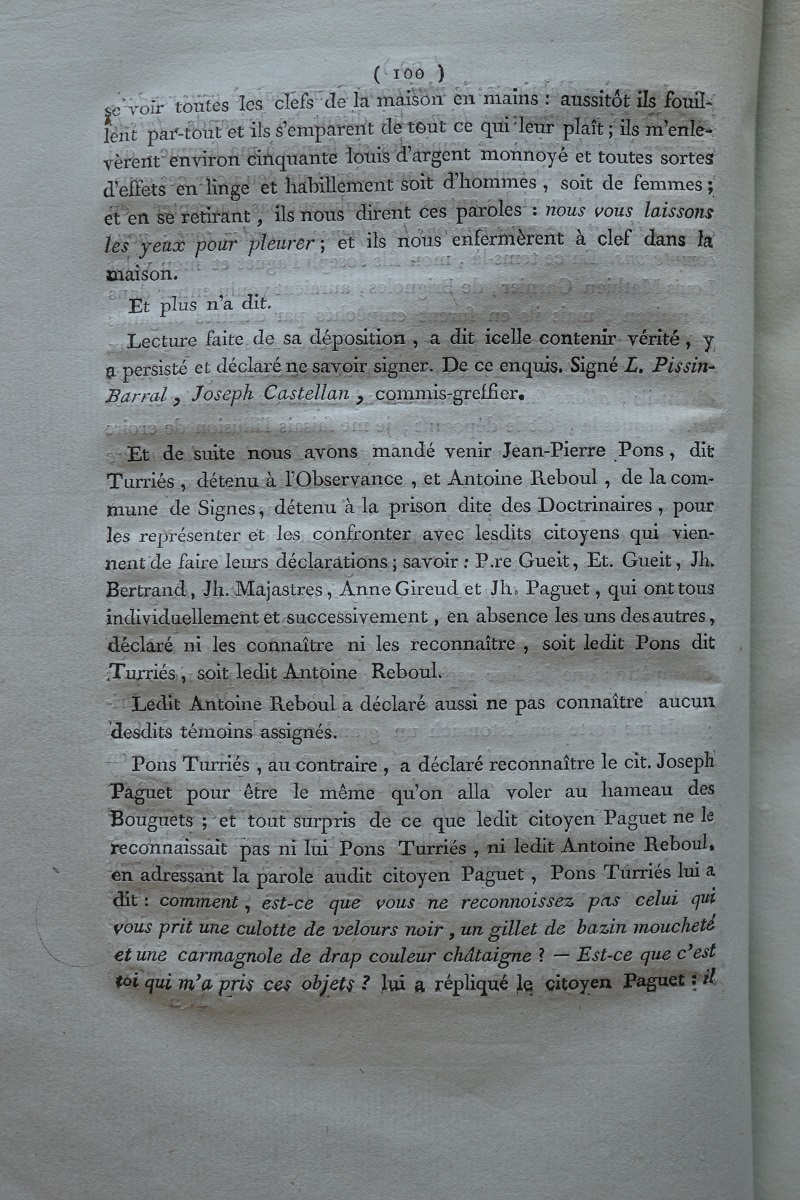 ( 100 )
se voir toutes les clefs de la maison en mains : aussitôt ils fouil-
lent par-tout et ils s'emparent de tout ce qui leur plaît ; ils m'enle-
vèrent environ cinquante louis d'argent monnoyé et toutes sortes
d'effets en linge et habillement soit d'hommes, soit de femmes ;
et en se retirant, ils nous dirent ces paroles : nous vous laissons
les yeux pour pleurer ; et ils nous enfermèrent à clef dans la
maison.
Et plus n'a dit.
Lecture faite de sa déposition, a dit icelle contenir vérité, y
a persisté et déclaré ne savoir signer. De ce enquis. Signé L. Pissin-
Barral, Joseph Castellan, commis-greffier.
Et de suite nous avons mandé venir Jean-Pierre Pons, dit
Turriés, détenu à l'Observance, et Antoine Reboul, de la com-
mune de Signes, détenu à la prison dite des Doctrinaires, pour
les représenter et les confronter avec lesdits citoyens qui vien-
nent de faire leurs déclarations ; savoir : P.re Gueit, Et. Gueit, Jh.
Bertrand, Jh. Majastres, Anne Gireud et Jh. Paguet, qui ont tous
individuellement et successivement, en absence les uns des autres,
déclaré ni les connaître ni les reconnaître, soit ledit Pons dit
Turriés, soit ledit Antoine Reboul.
Ledit Antoine Reboul a déclaré aussi ne pas connaître aucun
desdits témoins assignés.
Pons Turriés, au contraire, a déclaré reconnaître le cit. Joseph
Paguet pour être le même qu'on alla voler au hameau des
Bouguets ; et tout surpris de ce que ledit citoyen Paguet ne le
reconnaissait pas ni lui Pons Turriés, ni ledit Antoine Reboul,
en adressant la parole audit citoyen Paguet, Pons Turriés lui a
dit : comment, est-ce que vous ne reconnoissez pas celui qui
vous prit une culotte de velours noir, un gillet de bazin moucheté
et une carmagnole de drap couleur châtaigne ? — Est-ce que c'est
toi qui m'a pris ces objets ? lui a répliqué le citoyen Paguet : il